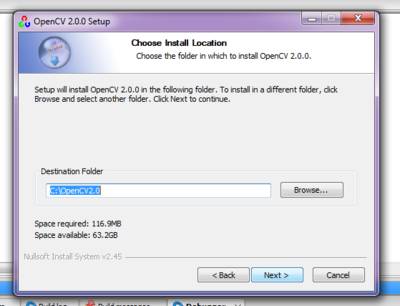 OpenCV 2.0.0 Setup
Choose Install Location
Choose the folder in which to install OpenCV 2.0.0.
Setup will install OpenCV 2.0.0 in the following folder. To install in a different folder, click
Browse and select another folder. Click Next to continue.
Destination Folder
C:\OpenCV2.0
Browse...
Space required: 116.9MB
Space available: 63.2GB
Nullsoft Install System v2.45
< Back
Next >
Cancel
Build log
Build messages
Debugger